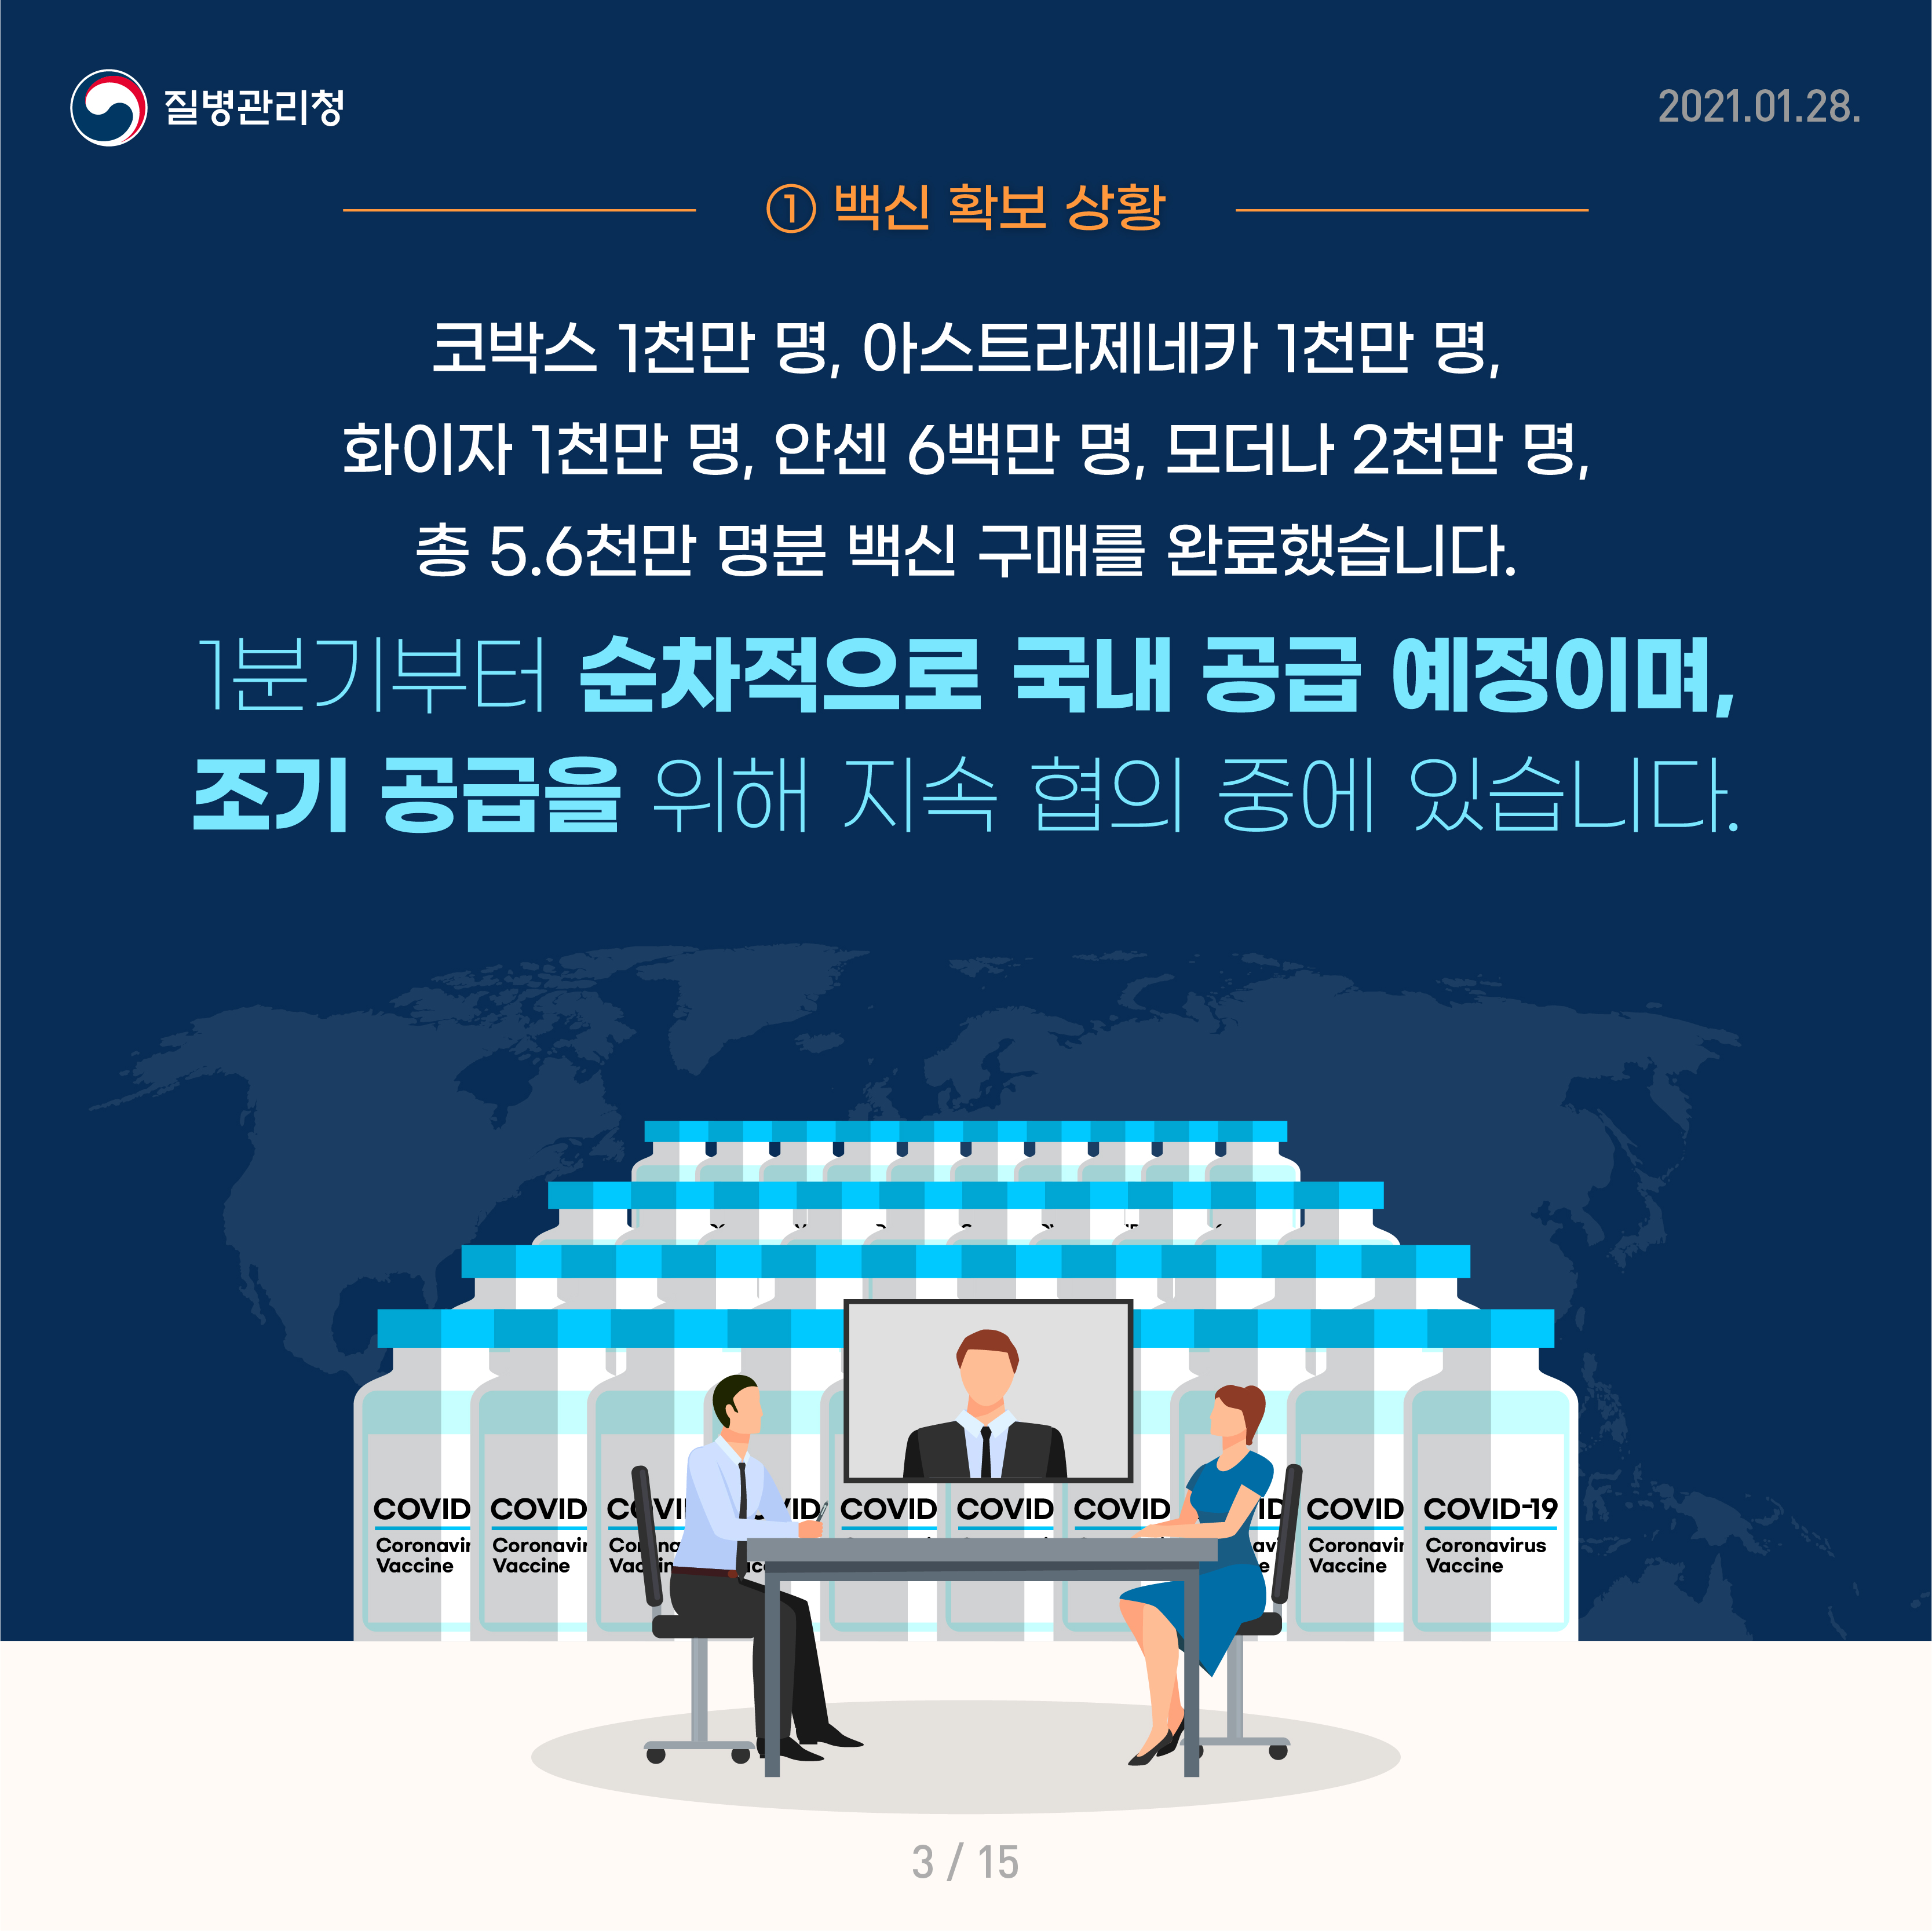 질병관리청
2021.01.28.
① 백신 확보 상황
코박스 1천만 명, 아스트라제네카 1천만 명,
화이자 1천만 명, 얀센 6백만 명, 모더나 2천만 명,
총 5.6천만 명분 백신 구매를 완료했습니다.
1분기부터 순차적으로 국내 공급 예정이며,
조기 공급을 위해 지속 협의 중에 있습니다.
COVID COVID COVID COVID COVID COVID COVID-19
Coronavirus
Vaccine Vaccine Vaccine Vaccine
3 / 15